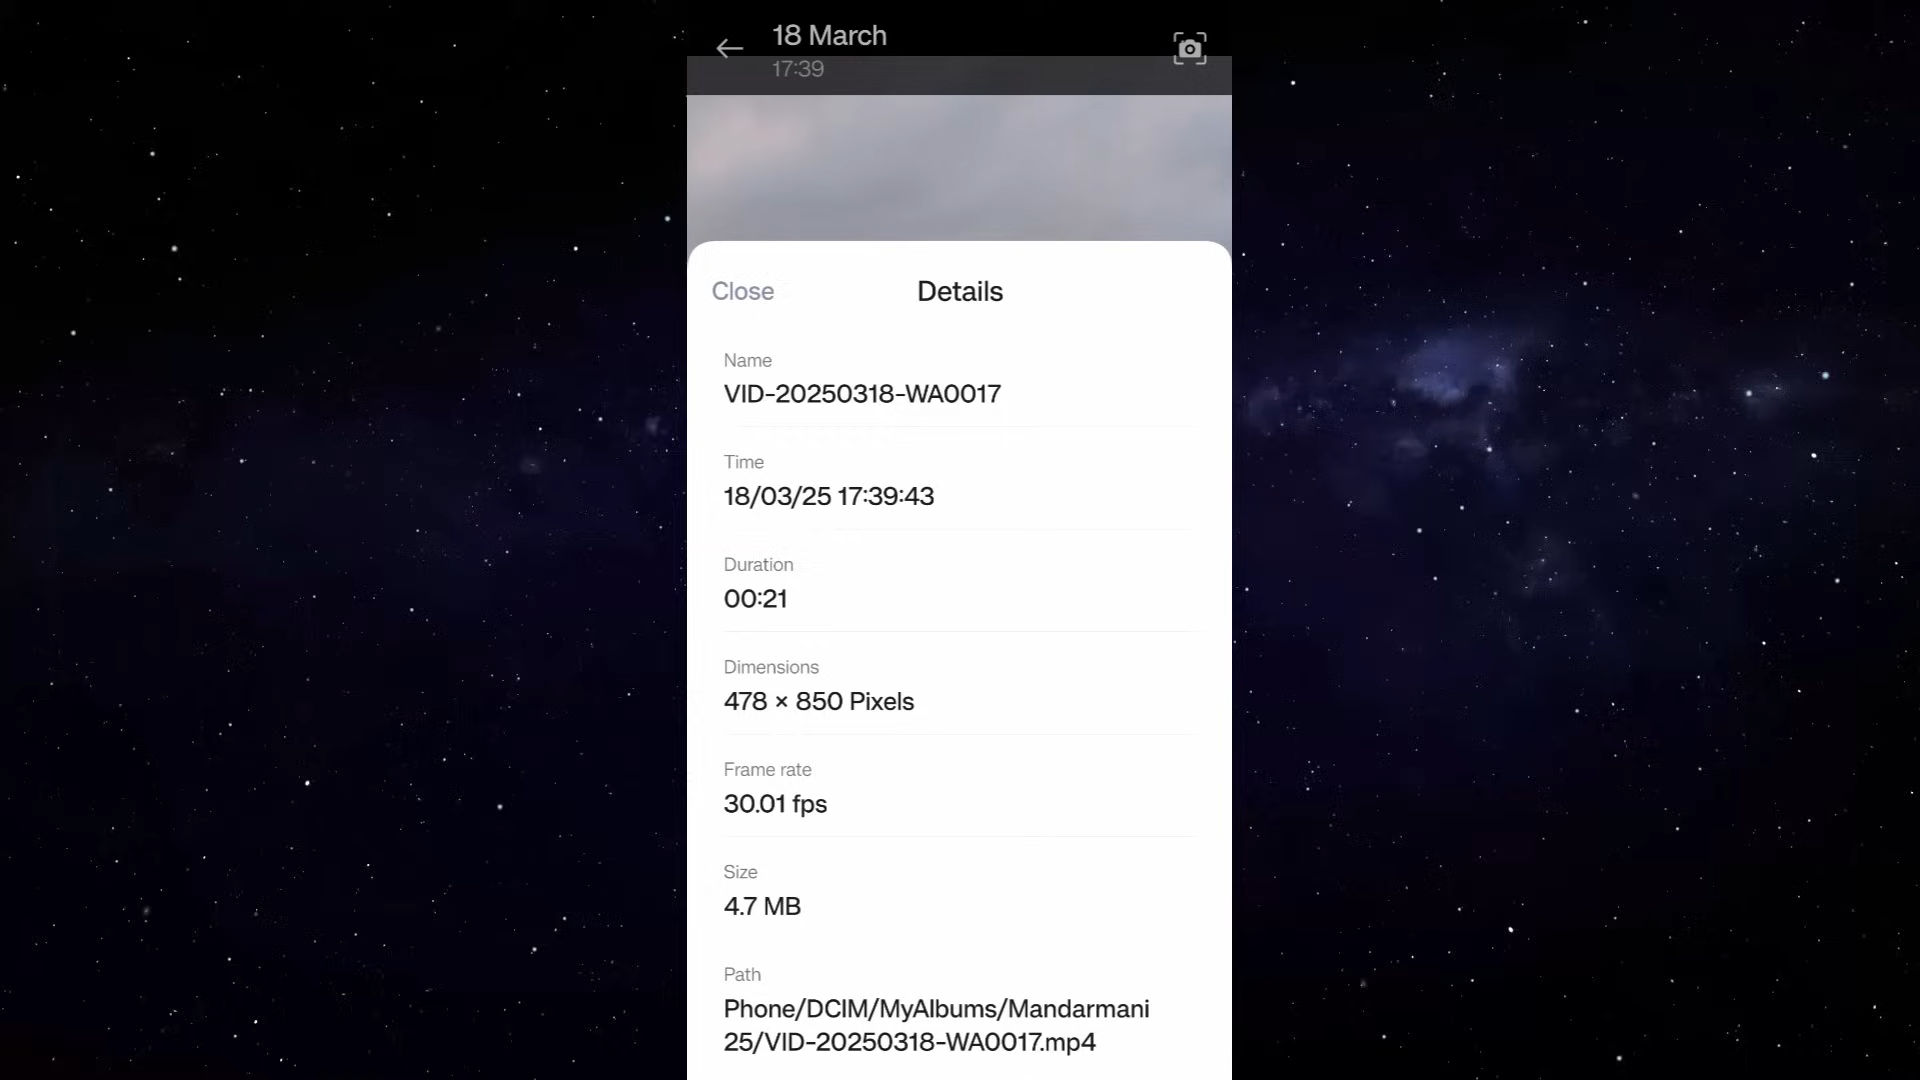 18 March
17:39
Close
Details
Name
VID-20250318-WA0017
Time
18/03/25 17:39:43
Duration
00:21
Dimensions
478 × 850 Pixels
Frame rate
30.01 fps
Size
4.7 MB
Path
Phone/DCIM/MyAlbums/Mandarmani
25/VID-20250318-WA0017.mp4